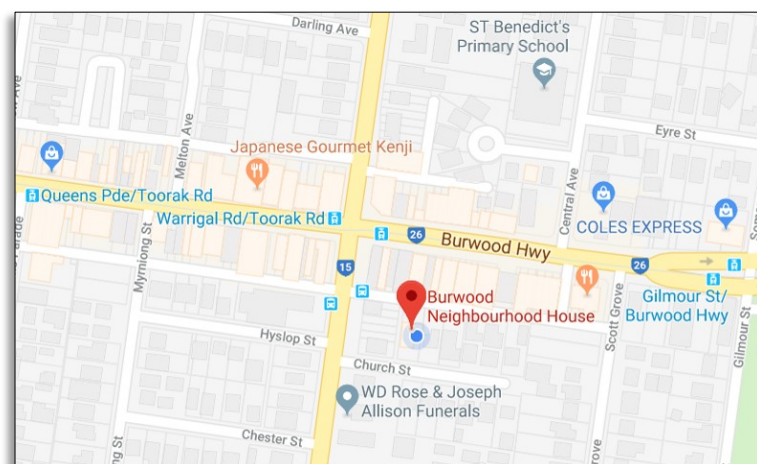 Darling Ave
ST Benedict's
Primary School
Melton Ave
Eyre St
Japanese Gourmet Kenji
Central Ave
Queens Pde/Toorak Rd
Warrigal Rd/Toorak Rd
COLES EXPRESS
26
Burwood Hwy
26
Myrniong St
15
Burwood
Neighbourhood House
Gilmour St/
Burwood Hwy
Scott Grove
Gilmour St
Hyslop St
Church St
WD Rose & Joseph
Allison Funerals
Chester St